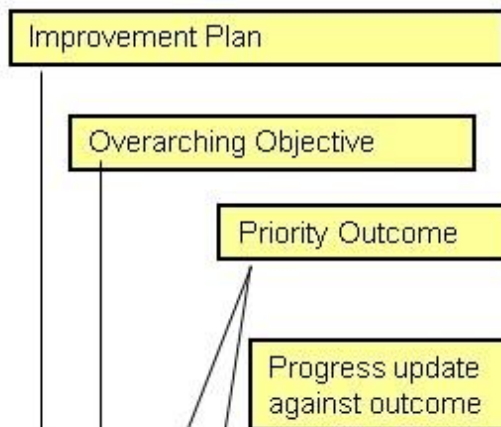 Improvement Plan
Overarching Objective
Priority Outcome
Progress update
against outcome